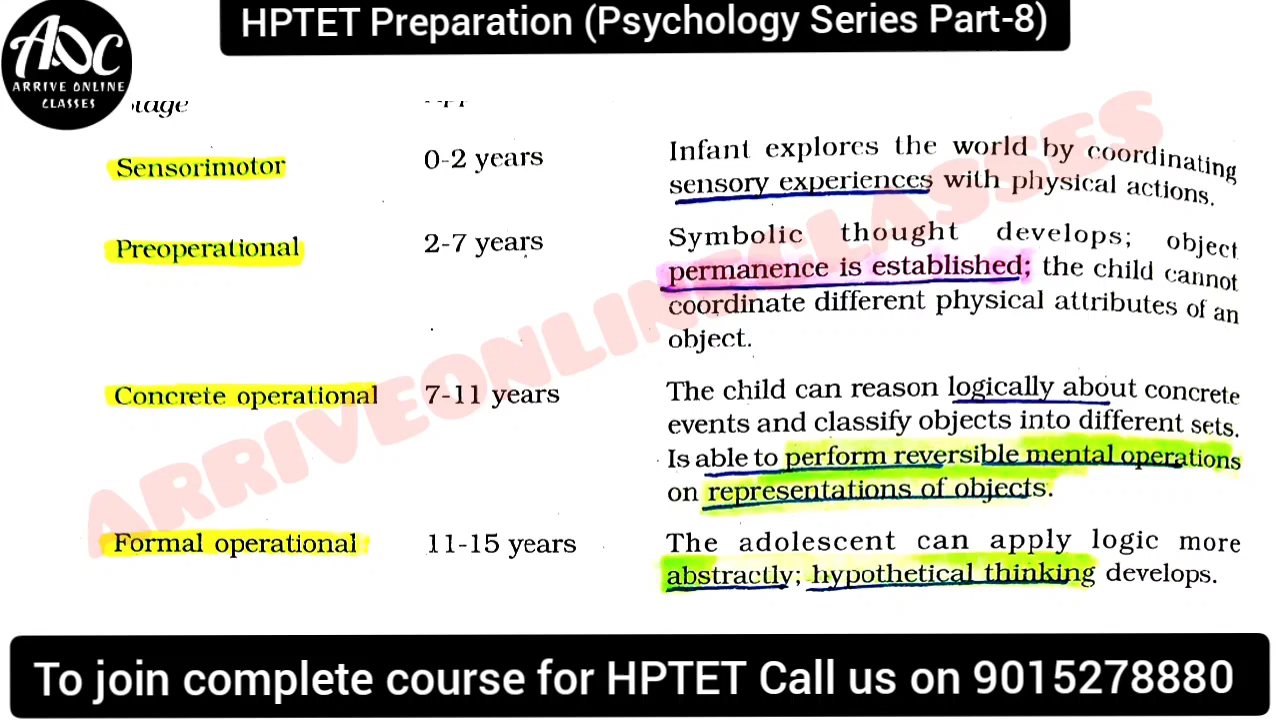 HPTET Preparation (Psychology Series Part-8)
AOC
ARRIVE ONLINE
CLASSES
Sensorimotor 0-2 years Infant explores the world by coordinating
sensory experiences with physical actions.
Preoperational 2-7 years Symbolic thought develops; object
permanence is established; the child cannot
coordinate different physical attributes of an
object.
Concrete operational 7-11 years The child can reason logically about concrete
events and classify objects into different sets.
Is able to perform reversible mental operations
on representations of objects.
Formal operational 11-15 years The adolescent can apply logic more
abstractly; hypothetical thinking develops.
ARRIVEONLINECLASSES
To join complete course for HPTET Call us on 9015278880